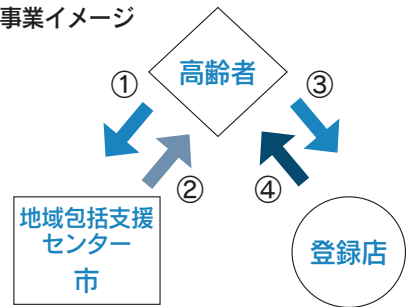 事業イメージ
高齢者
①
③
②
④
地域包括支援
センター
市
登録店